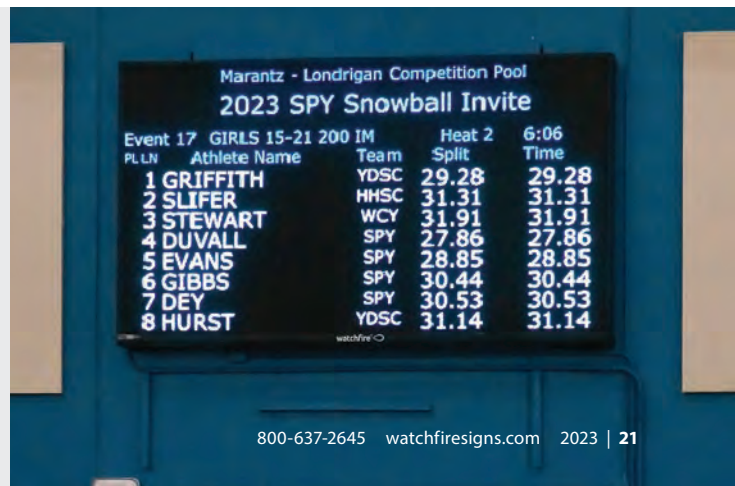 Marantz - Londrigan Competition Pool
2023 SPY Snowball Invite
Event 17 GIRLS 15-21 200 IM Heat 2 6:06
PL LN Athlete Name Team Split Time
1 GRIFFITH YDSC 29.28 29.28
2 SLIFER HHSC 31.31 31.31
3 STEWART WCY 31.91 31.91
4 DUVALL SPY 27.86 27.86
5 EVANS SPY 28.85 28.85
6 GIBBS SPY 30.44 30.44
7 DEY SPY 30.53 30.53
8 HURST YDSC 31.14 31.14
watchfire
800-637-2645 watchfiresigns.com 2023 | 21